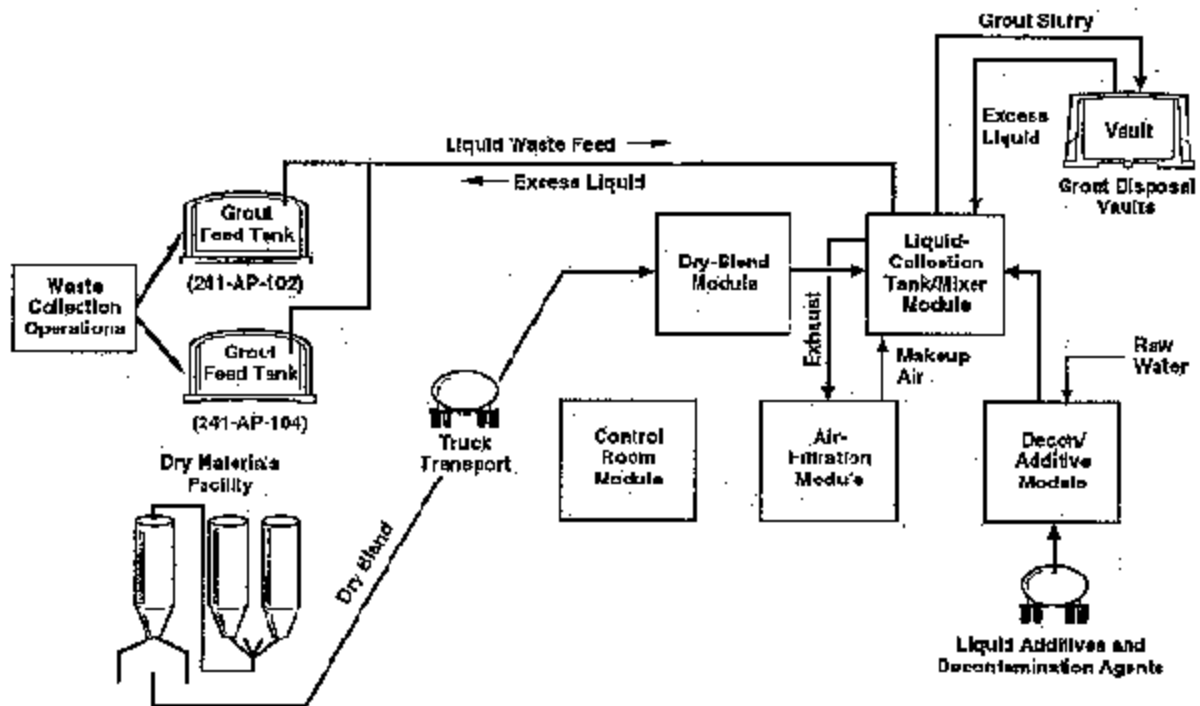 Grout Slurry
Excess
Liquid
Vault
Grout Disposal
Vaults
Liquid Waste Feed
Excess Liquid
Grout
Feed Tank
(241-AP-102)
Waste
Collection
Operations
Grout
Feed Tank
(241-AP-104)
Dry-Blend
Module
Liquid-
Collection
Tank/Mixer
Module
Exhaust
Makeup
Air
Raw
Water
Truck
Transport
Control
Room
Module
Air-
Filtration
Module
Decon/
Additive
Module
Dry Materials
Facility
Dry Blend
Liquid Additives and
Decontamination Agents